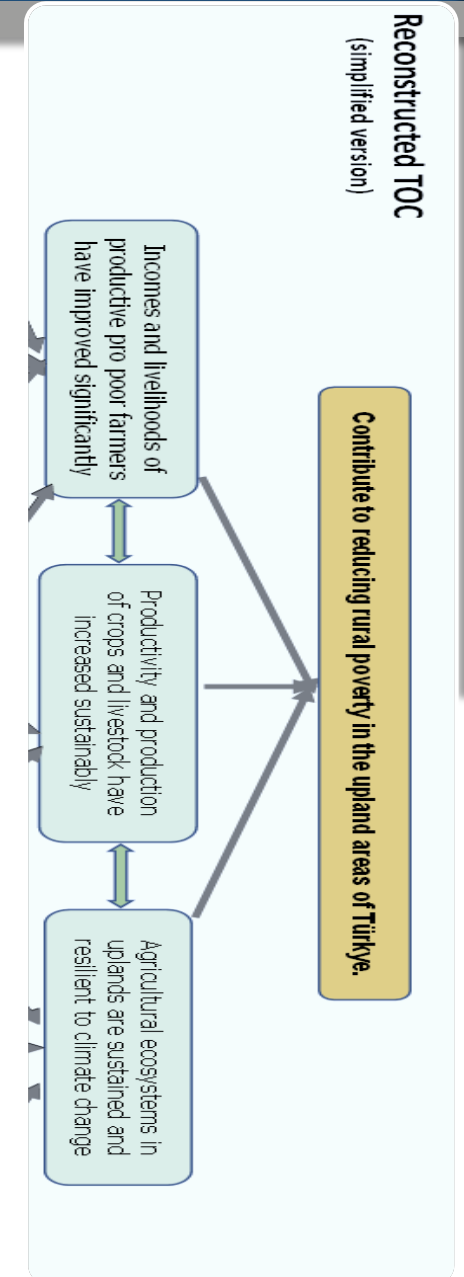 Reconstructed TOC
(simplified version)
Contribute to reducing rural poverty in the upland areas of Türkye.
Incomes and livelihoods of
productive pro poor farmers
have improved significantly
Productivity and production
of crops and livestock have
increased sustainably
Agricultural ecosystems in
uplands are sustained and
resilient to climate change